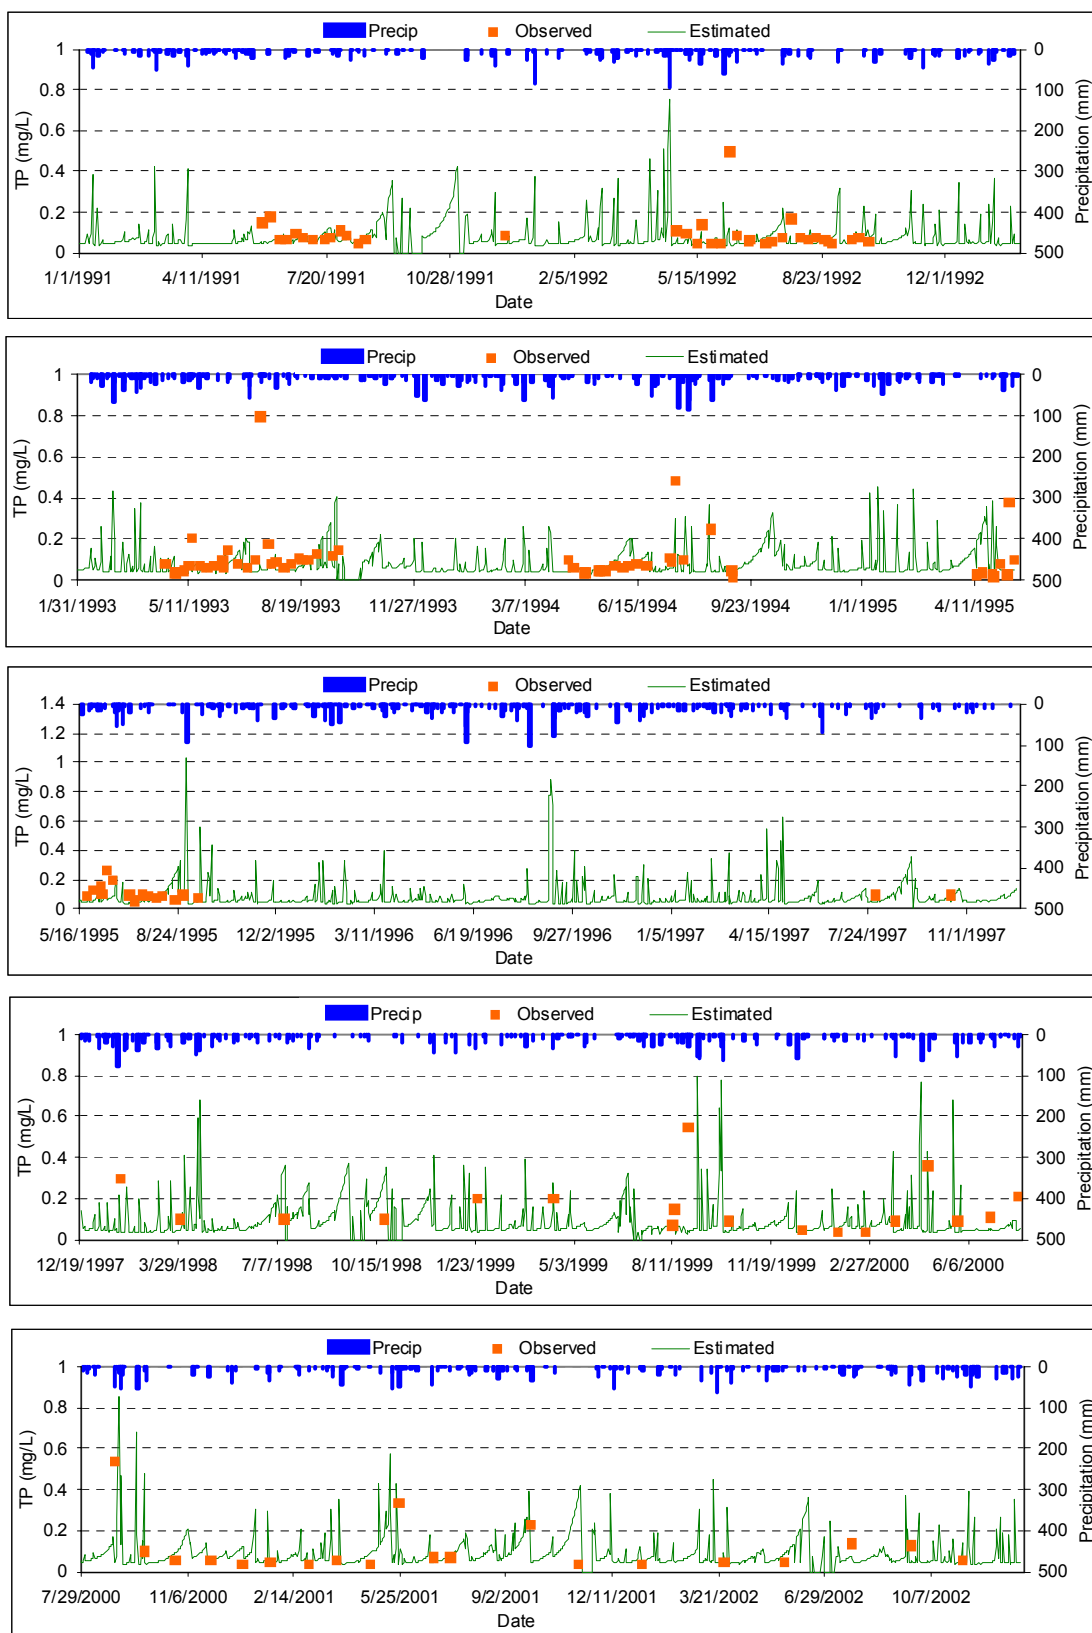 Precip Observed Estimated
1 0
0.8 100
0.6 200
0.4 300
0.2 400
0 500
TP (mg/L)
Precipitation (mm)
1/1/1991 4/11/1991 7/20/1991 10/28/1991 2/5/1992 5/15/1992 8/23/1992 12/1/1992
Date
Precip Observed Estimated
1 0
0.8 100
0.6 200
0.4 300
0.2 400
0 500
TP (mg/L)
Precipitation (mm)
1/31/1993 5/11/1993 8/19/1993 11/27/1993 3/7/1994 6/15/1994 9/23/1994 1/1/1995 4/11/1995
Date
Precip Observed Estimated
1.4 0
1.2 100
1 200
0.8 300
0.6 400
0.4 500
0.2
0
TP (mg/L)
Precipitation (mm)
5/16/1995 8/24/1995 12/2/1995 3/11/1996 6/19/1996 9/27/1996 1/5/1997 4/15/1997 7/24/1997 11/1/1997
Date
Precip Observed Estimated
1 0
0.8 100
0.6 200
0.4 300
0.2 400
0 500
TP (mg/L)
Precipitation (mm)
12/19/1997 3/29/1998 7/7/1998 10/15/1998 1/23/1999 5/3/1999 8/11/1999 11/19/1999 2/27/2000 6/6/2000
Date
Precip Observed Estimated
1 0
0.8 100
0.6 200
0.4 300
0.2 400
0 500
TP (mg/L)
Precipitation (mm)
7/29/2000 11/6/2000 2/14/2001 5/25/2001 9/2/2001 12/11/2001 3/21/2002 6/29/2002 10/7/2002
Date